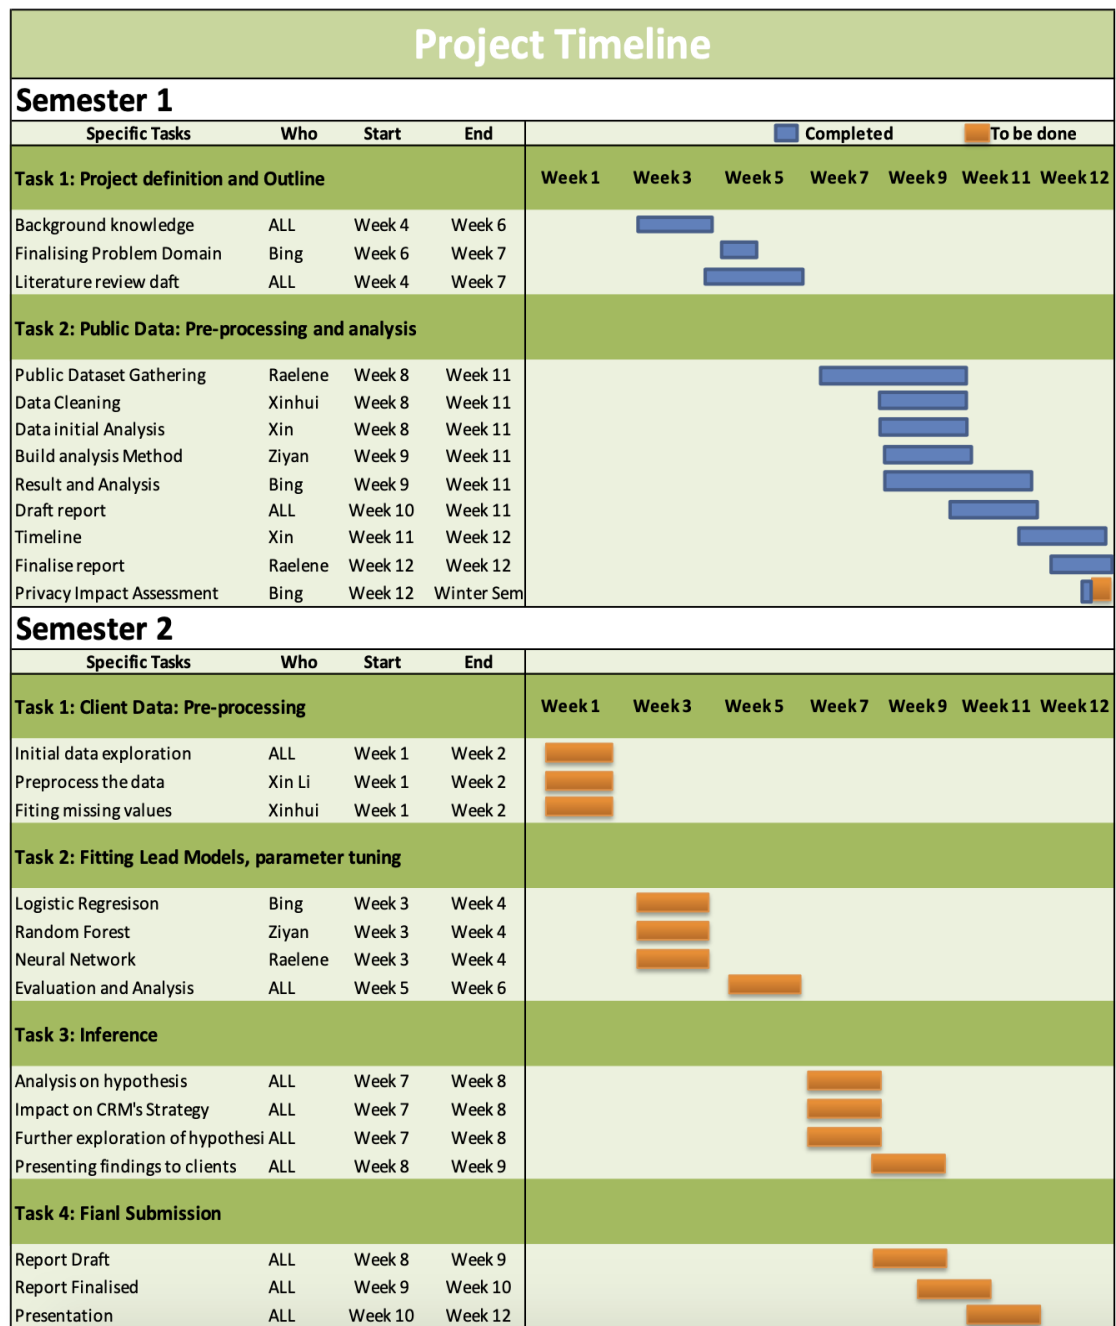 Project Timeline
Semester 1
Specific Tasks Who Start End Completed To be done
Task 1: Project definition and Outline Week 1 Week 3 Week 5 Week 7 Week 9 Week 11 Week 12
Background knowledge ALL Week 4 Week 6
Finalising Problem Domain Bing Week 6 Week 7
Literature review daft ALL Week 4 Week 7
Task 2: Public Data: Pre-processing and analysis
Public Dataset Gathering Raelene Week 8 Week 11
Data Cleaning Xinhui Week 8 Week 11
Data initial Analysis Xin Week 8 Week 11
Build analysis Method Ziyan Week 9 Week 11
Result and Analysis Bing Week 9 Week 11
Draft report ALL Week 10 Week 11
Timeline Xin Week 11 Week 12
Finalise report Raelene Week 12 Week 12
Privacy Impact Assessment Bing Week 12 Winter Sem
Semester 2
Specific Tasks Who Start End
Task 1: Client Data: Pre-processing Week 1 Week 3 Week 5 Week 7 Week 9 Week 11 Week 12
Initial data exploration ALL Week 1 Week 2
Preprocess the data Xin Li Week 1 Week 2
Fiting missing values Xinhui Week 1 Week 2
Task 2: Fitting Lead Models, parameter tuning
Logistic Regresison Bing Week 3 Week 4
Random Forest Ziyan Week 3 Week 4
Neural Network Raelene Week 3 Week 4
Evaluation and Analysis ALL Week 5 Week 6
Task 3: Inference
Analysis on hypothesis ALL Week 7 Week 8
Impact on CRM's Strategy ALL Week 7 Week 8
Further exploration of hypothesi ALL Week 7 Week 8
Presenting findings to clients ALL Week 8 Week 9
Task 4: Fianl Submission
Report Draft ALL Week 8 Week 9
Report Finalised ALL Week 9 Week 10
Presentation ALL Week 10 Week 12